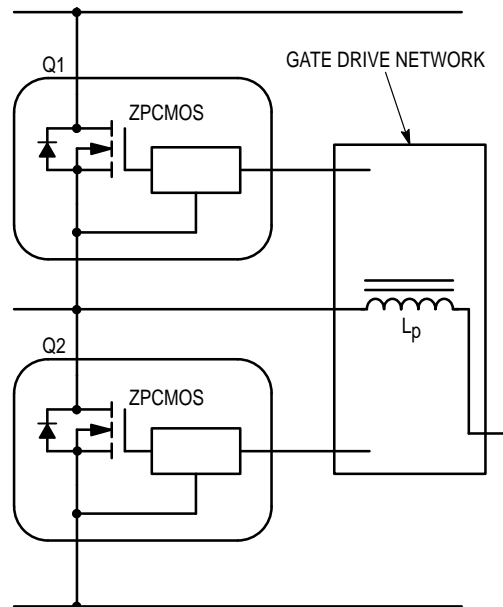 Q1
GATE DRIVE NETWORK
ZPCMOS
Lp
Q2
ZPCMOS